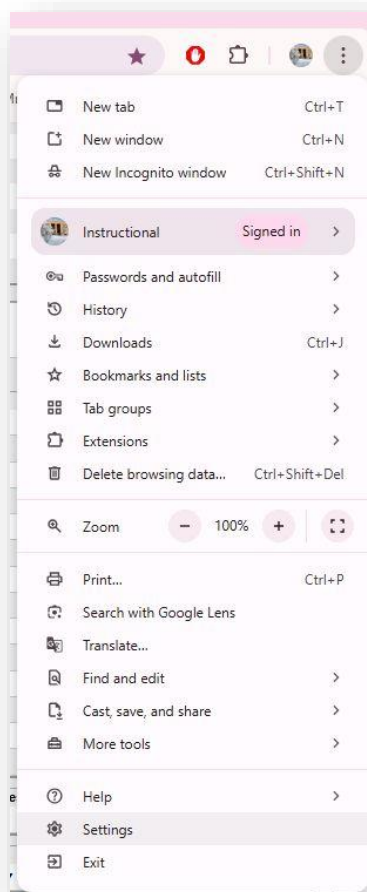 New tab Ctrl+T
New window Ctrl+N
New Incognito window Ctrl+Shift+N
Instructional Signed in
Passwords and autofill
History
Downloads Ctrl+J
Bookmarks and lists
Tab groups
Extensions
Delete browsing data... Ctrl+Shift+Del
Zoom − 100% +
Print... Ctrl+P
Search with Google Lens
Translate...
Find and edit
Cast, save, and share
More tools
Help
Settings
Exit